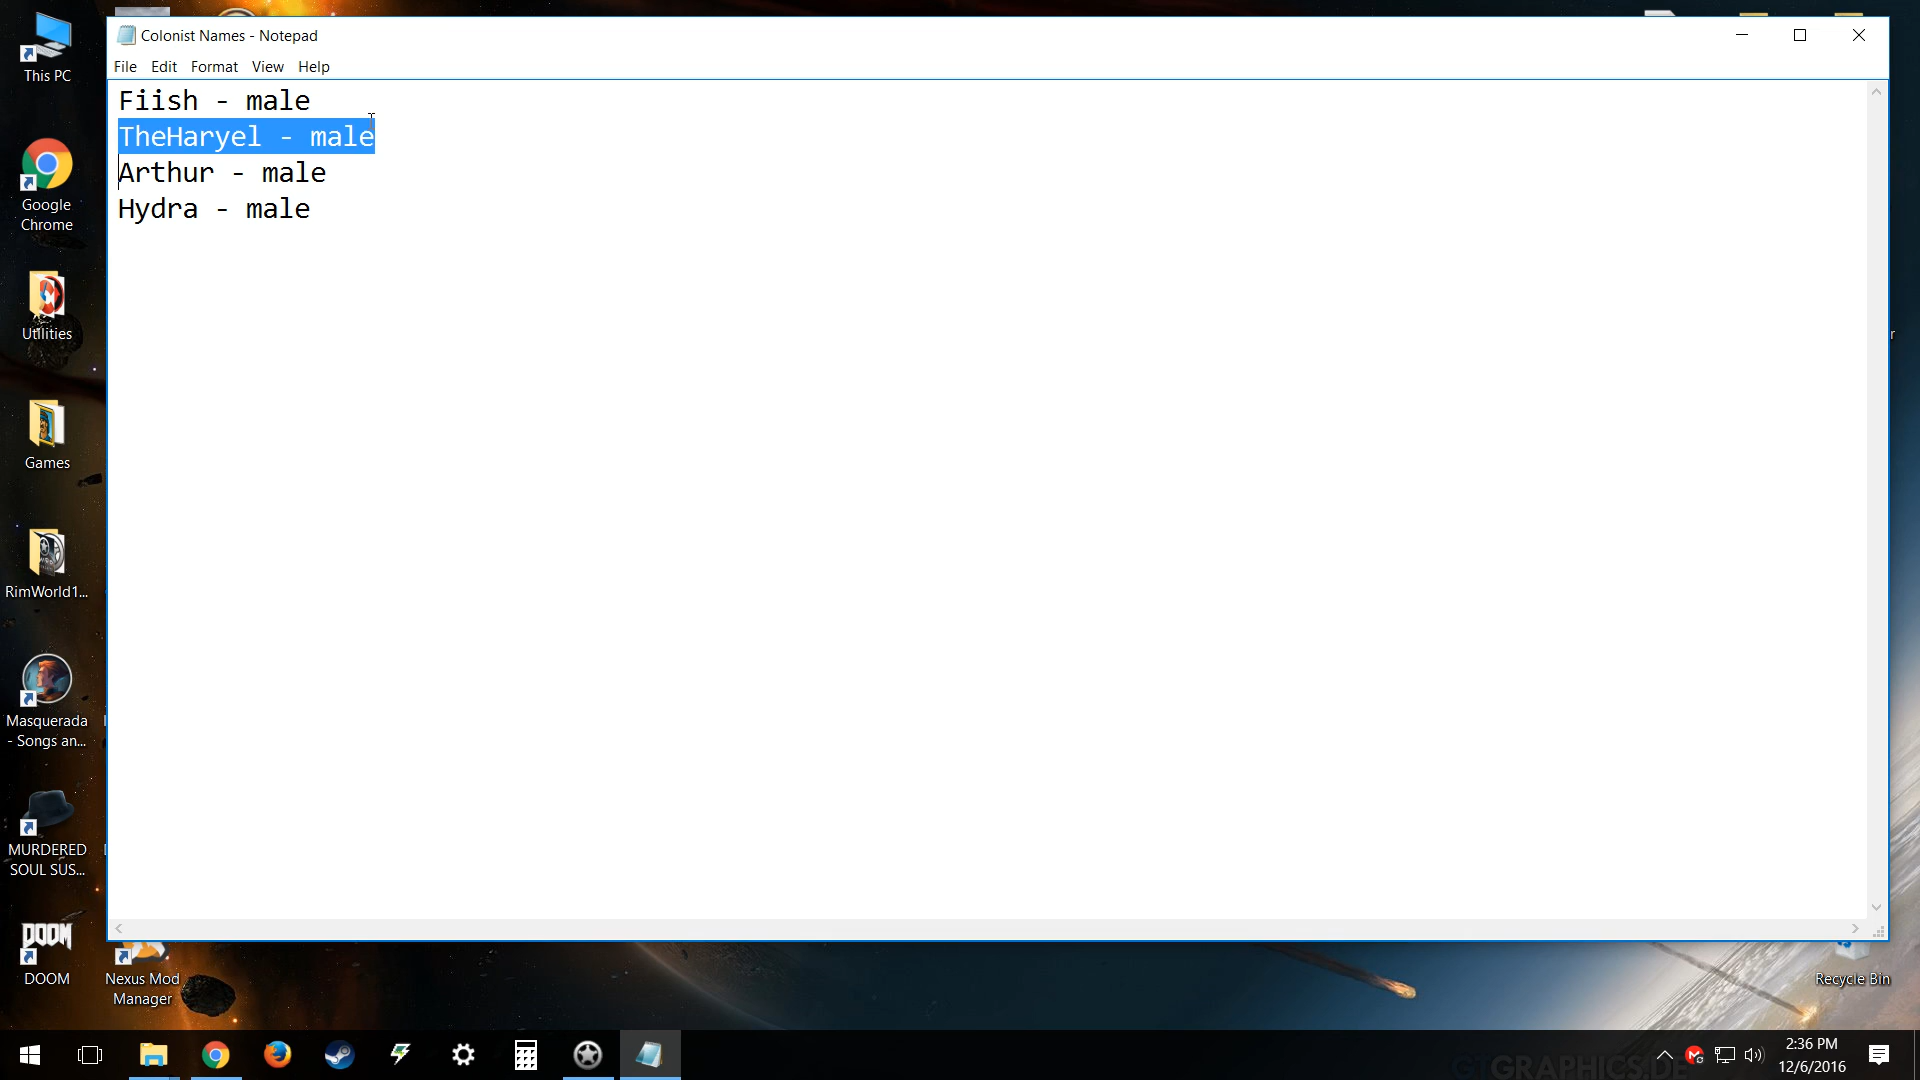 Colonist Names - Notepad
File Edit Format View Help
Fiish - male
TheHaryel - male
Arthur - male
Hydra - male
This PC
Google
Chrome
Utilities
Games
RimWorld1...
Masquerada
- Songs an...
MURDERED
SOUL SUS...
DOOM
DOOM
Nexus Mod
Manager
Recycle Bin
2:36 PM
12/6/2016